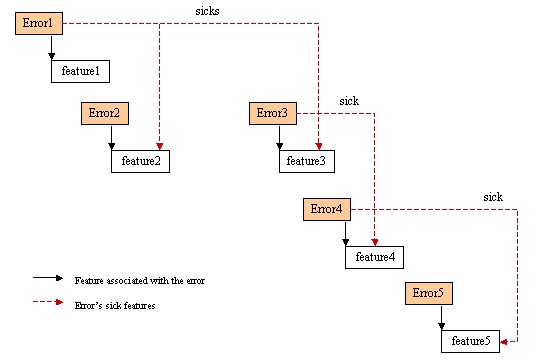 sicks
Error1
feature1
sick
Error2
Error3
feature2
feature3
sick
Error4
feature4
Feature associated with the error
Error5
Error's sick features
feature5